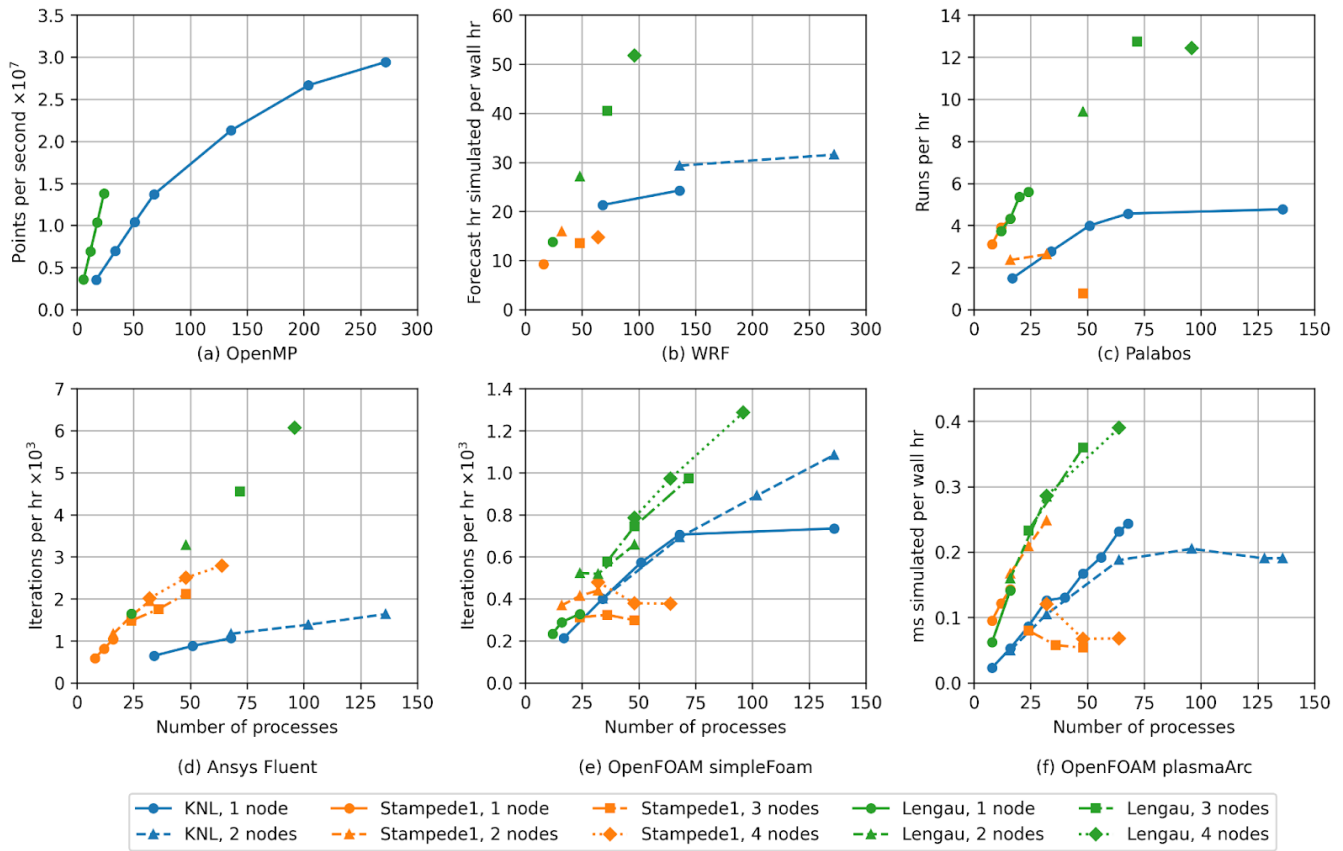 Points per second ×10⁷
3.5
3.0
2.5
2.0
1.5
1.0
0.5
0.0
0 50 100 150 200 250 300
(a) OpenMP
Forecast hr simulated per wall hr
60
50
40
30
20
10
0
0 50 100 150 200 250 300
(b) WRF
Runs per hr
14
12
10
8
6
4
2
0
0 25 50 75 100 125 150
(c) Palabos
Iterations per hr ×10³
7
6
5
4
3
2
1
0
0 25 50 75 100 125 150
Number of processes
(d) Ansys Fluent
Iterations per hr ×10³
1.4
1.2
1.0
0.8
0.6
0.4
0.2
0.0
0 25 50 75 100 125 150
Number of processes
(e) OpenFOAM simpleFoam
ms simulated per wall hr
0.4
0.3
0.2
0.1
0.0
0 25 50 75 100 125 150
Number of processes
(f) OpenFOAM plasmaArc
KNL, 1 node
KNL, 2 nodes
Stampede1, 1 node
Stampede1, 2 nodes
Stampede1, 3 nodes
Stampede1, 4 nodes
Lengau, 1 node
Lengau, 2 nodes
Lengau, 3 nodes
Lengau, 4 nodes